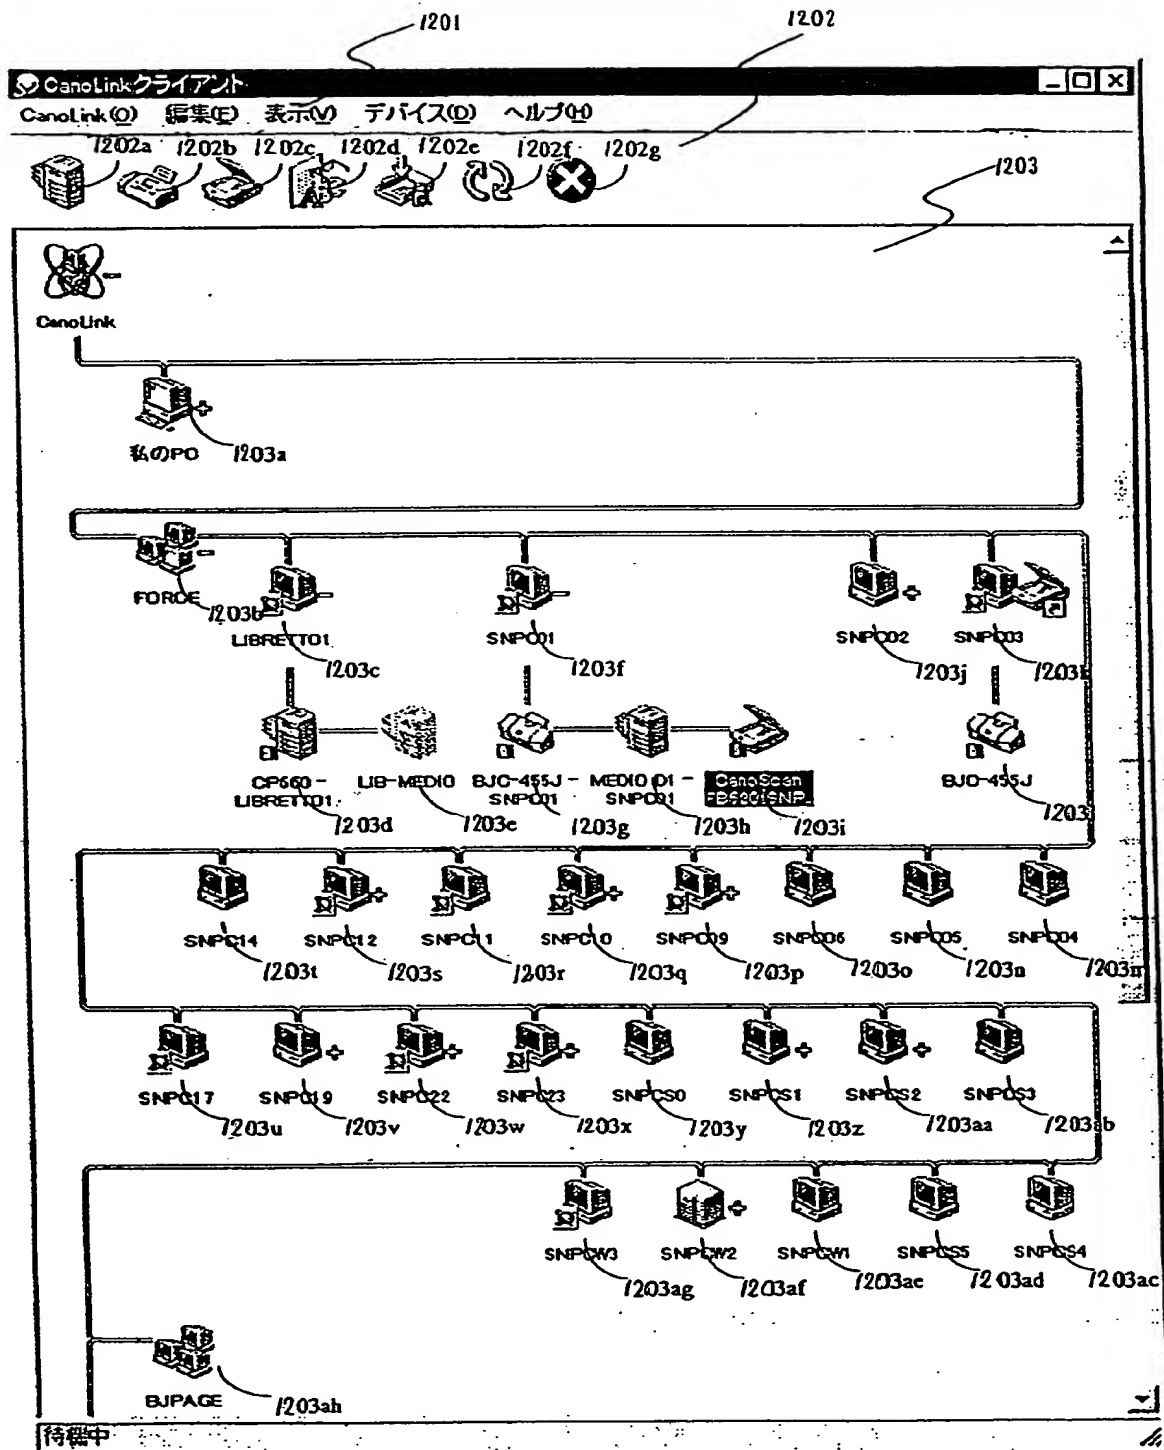 1201
1202
CanoLinkクライアント
CanoLink(O) 編集(E) 表示(V) デバイス(D) ヘルプ(H)
1202a 1202b 1202c 1202d 1202e 1202f 1202g
1203
CanoLink
私のPC 1203a
FORCE 1203b
LIBRETTO1 SNPC01 SNPC02 SNPC03
1203c 1203f 1203j
CP660- LIB-MEDIO BJC-455J- MEDIO ID1- CanoScan BJC-455J
LIBRETTO1 SNPC01 SNPC01
1203d 1203e 1203g 1203h 1203i
SNPC14 SNPC12 SNPC11 SNPC10 SNPC09 SNPC06 SNPC05 SNPC04
1203t 1203s 1203r 1203q 1203p 1203o 1203n 1203m
SNPC17 SNPC19 SNPC22 SNPC23 SNPCS0 SNPCS1 SNPCS2 SNPCS3
1203u 1203v 1203w 1203x 1203y 1203z 1203aa 1203ab
SNPCW3 SNPCW2 SNPCW1 SNPCS5 SNPCS4
1203ag 1203af 1203ae 1203ad 1203ac
BJPAGE 1203ah
待機中